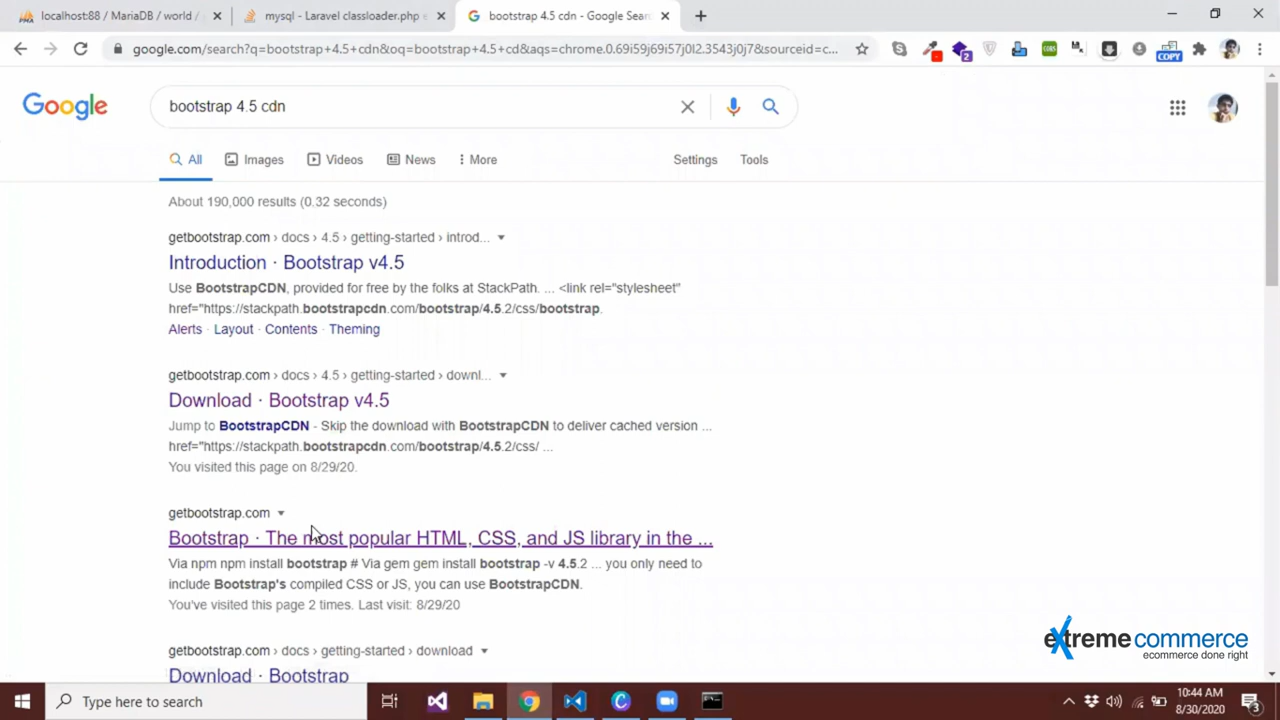 localhost:88 / MariaDB / world /
mysql - Laravel classloader.php e
bootstrap 4.5 cdn - Google Sear
google.com/search?q=bootstrap+4.5+cdn&oq=bootstrap+4.5+cd&aqs=chrome.0.69i59j69i57j0l2.3543j0j7&sourceid=c...
2
COPY
Google
bootstrap 4.5 cdn
All
Images
Videos
News
More
Settings
Tools
About 190,000 results (0.32 seconds)
getbootstrap.com › docs › 4.5 › getting-started › introd...
Introduction · Bootstrap v4.5
Use BootstrapCDN, provided for free by the folks at StackPath. ... <link rel="stylesheet"
href="https://stackpath.bootstrapcdn.com/bootstrap/4.5.2/css/bootstrap.
Alerts · Layout · Contents · Theming
getbootstrap.com › docs › 4.5 › getting-started › downl...
Download · Bootstrap v4.5
Jump to BootstrapCDN - Skip the download with BootstrapCDN to deliver cached version ...
href="https://stackpath.bootstrapcdn.com/bootstrap/4.5.2/css/ ...
You visited this page on 8/29/20.
getbootstrap.com
Bootstrap · The most popular HTML, CSS, and JS library in the ...
Via npm npm install bootstrap # Via gem gem install bootstrap -v 4.5.2 ... you only need to
include Bootstrap's compiled CSS or JS, you can use BootstrapCDN.
You've visited this page 2 times. Last visit: 8/29/20
getbootstrap.com › docs › getting-started › download
Download · Bootstrap
extreme commerce
ecommerce done right
Type here to search
10:44 AM
8/30/2020
3